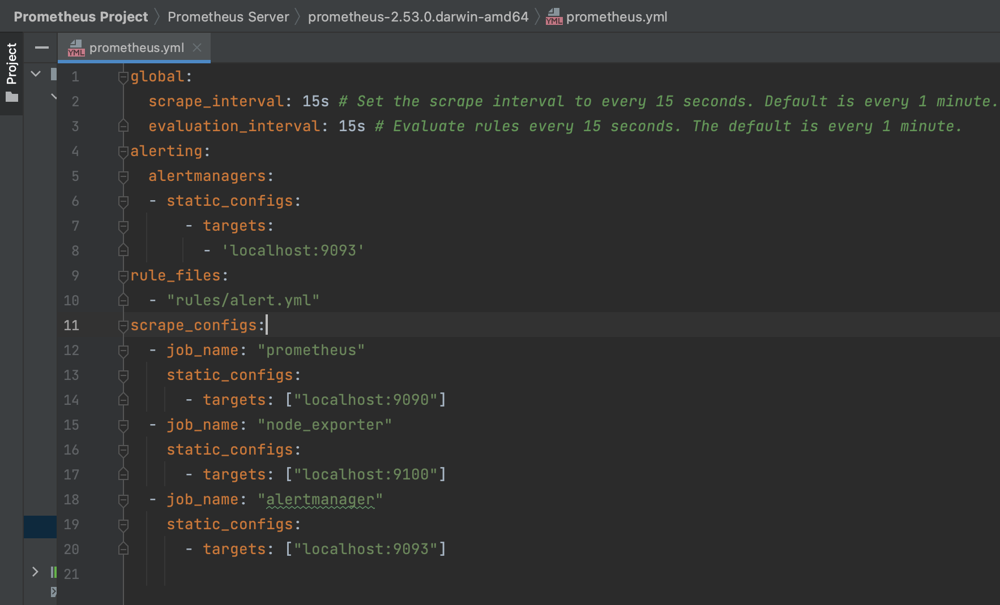 Prometheus Project 〉 Prometheus Server 〉 prometheus-2.53.0.darwin-amd64 〉 YML prometheus.yml
Project
YML prometheus.yml ×
1 global:
2   scrape_interval: 15s # Set the scrape interval to every 15 seconds. Default is every 1 minute.
3   evaluation_interval: 15s # Evaluate rules every 15 seconds. The default is every 1 minute.
4 alerting:
5   alertmanagers:
6   - static_configs:
7       - targets:
8         - 'localhost:9093'
9 rule_files:
10   - "rules/alert.yml"
11 scrape_configs:
12   - job_name: "prometheus"
13     static_configs:
14       - targets: ["localhost:9090"]
15   - job_name: "node_exporter"
16     static_configs:
17       - targets: ["localhost:9100"]
18   - job_name: "alertmanager"
19     static_configs:
20       - targets: ["localhost:9093"]
21